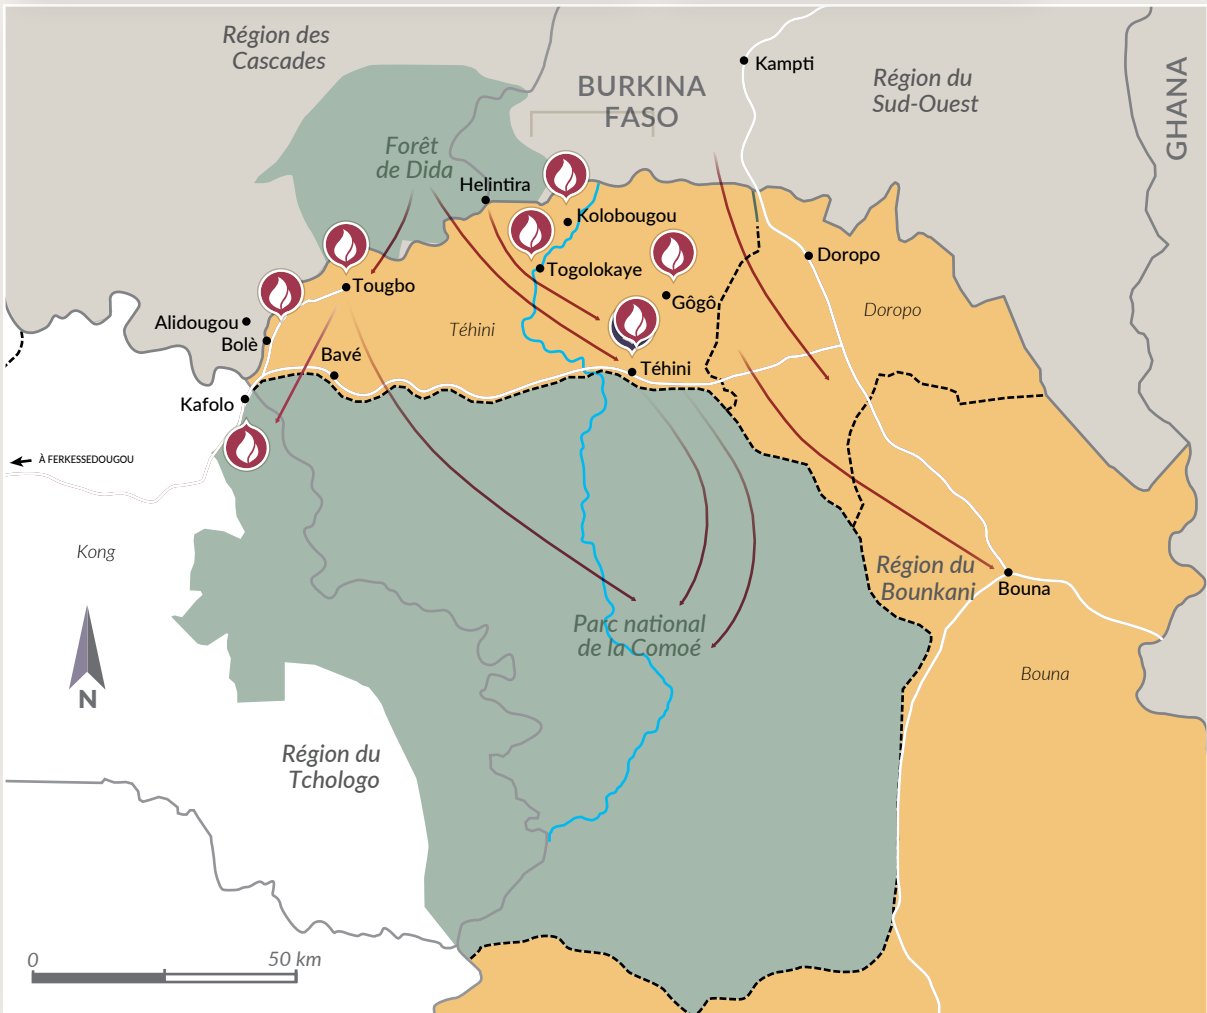 Région des
Cascades
BURKINA
FASO
Kampti
Région du
Sud-Ouest
GHANA
Forêt
de Dida
Helintira
Kolobougou
Togolokaye
Doropo
Tougbo
Gôgô
Doropo
Alidougou
Téhini
Bolè
Bavé
Téhini
Kafolo
À FERKESSEDOUGOU
Kong
Région du
Bounkani
Bouna
Parc national
de la Comoé
Bouna
N
Région du
Tchologo
0
50 km